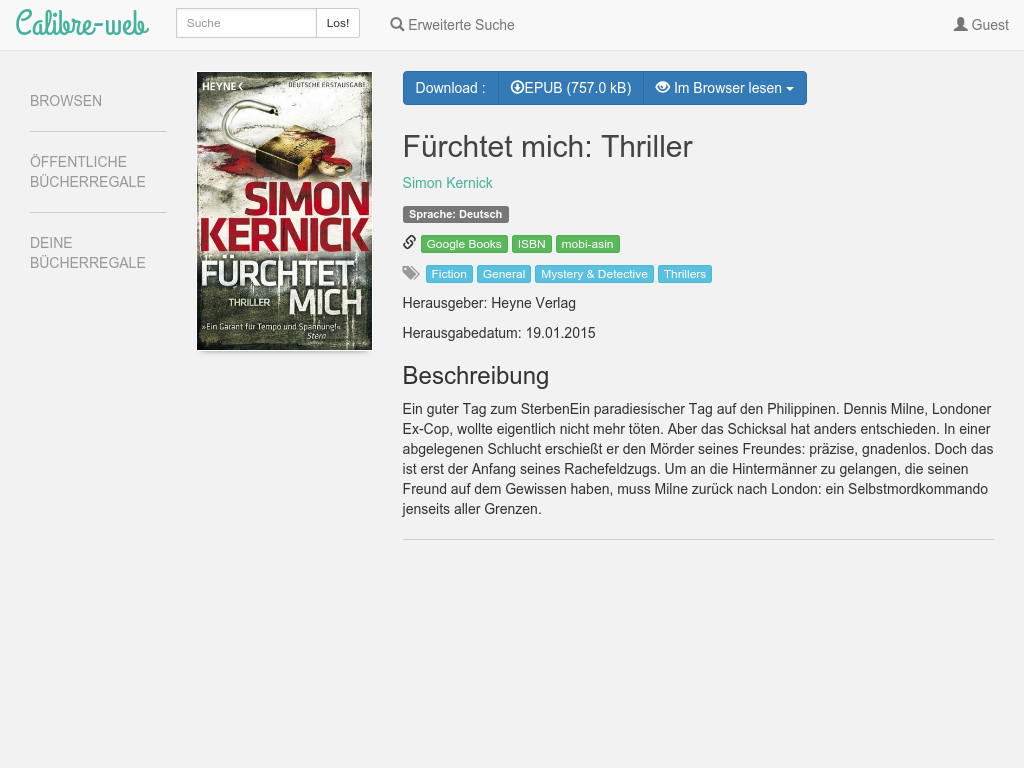 Calibre-web
Suche
Los!
Erweiterte Suche
Guest
BROWSEN
ÖFFENTLICHE
BÜCHERREGALE
DEINE
BÜCHERREGALE
HEYNE
DEUTSCHE ERSTAUSGABE
SIMON
KERNICK
FÜRCHTET
THRILLER
MICH
»Ein Garant für Tempo und Spannung!«
Stern
Download :
EPUB (757.0 kB)
Im Browser lesen
Fürchtet mich: Thriller
Simon Kernick
Sprache: Deutsch
Google Books ISBN mobi-asin
Fiction General Mystery & Detective Thrillers
Herausgeber: Heyne Verlag
Herausgabedatum: 19.01.2015
Beschreibung
Ein guter Tag zum SterbenEin paradiesischer Tag auf den Philippinen. Dennis Milne, Londoner
Ex-Cop, wollte eigentlich nicht mehr töten. Aber das Schicksal hat anders entschieden. In einer
abgelegenen Schlucht erschießt er den Mörder seines Freundes: präzise, gnadenlos. Doch das
ist erst der Anfang seines Rachefeldzugs. Um an die Hintermänner zu gelangen, die seinen
Freund auf dem Gewissen haben, muss Milne zurück nach London: ein Selbstmordkommando
jenseits aller Grenzen.